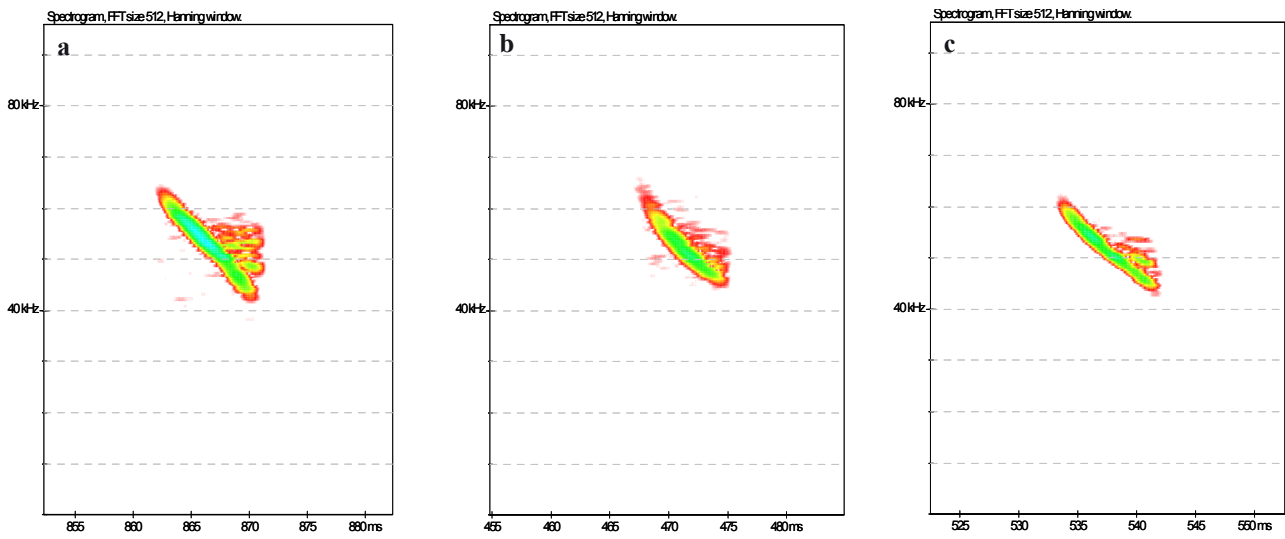 Spectrogram, FFT size 512, Hanning window.
a
80 kHz
40 kHz
855 860 865 870 875 880 ms
Spectrogram, FFT size 512, Hanning window.
b
80 kHz
40 kHz
455 460 465 470 475 480 ms
Spectrogram, FFT size 512, Hanning window.
c
80 kHz
40 kHz
525 530 535 540 545 550 ms